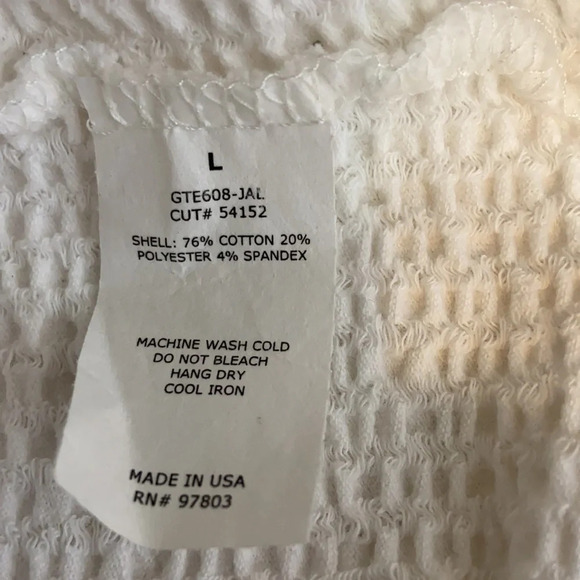 L
GTE608-JAL
CUT# 54152
SHELL: 76% COTTON 20%
POLYESTER 4% SPANDEX
MACHINE WASH COLD
DO NOT BLEACH
HANG DRY
COOL IRON
MADE IN USA
RN# 97803